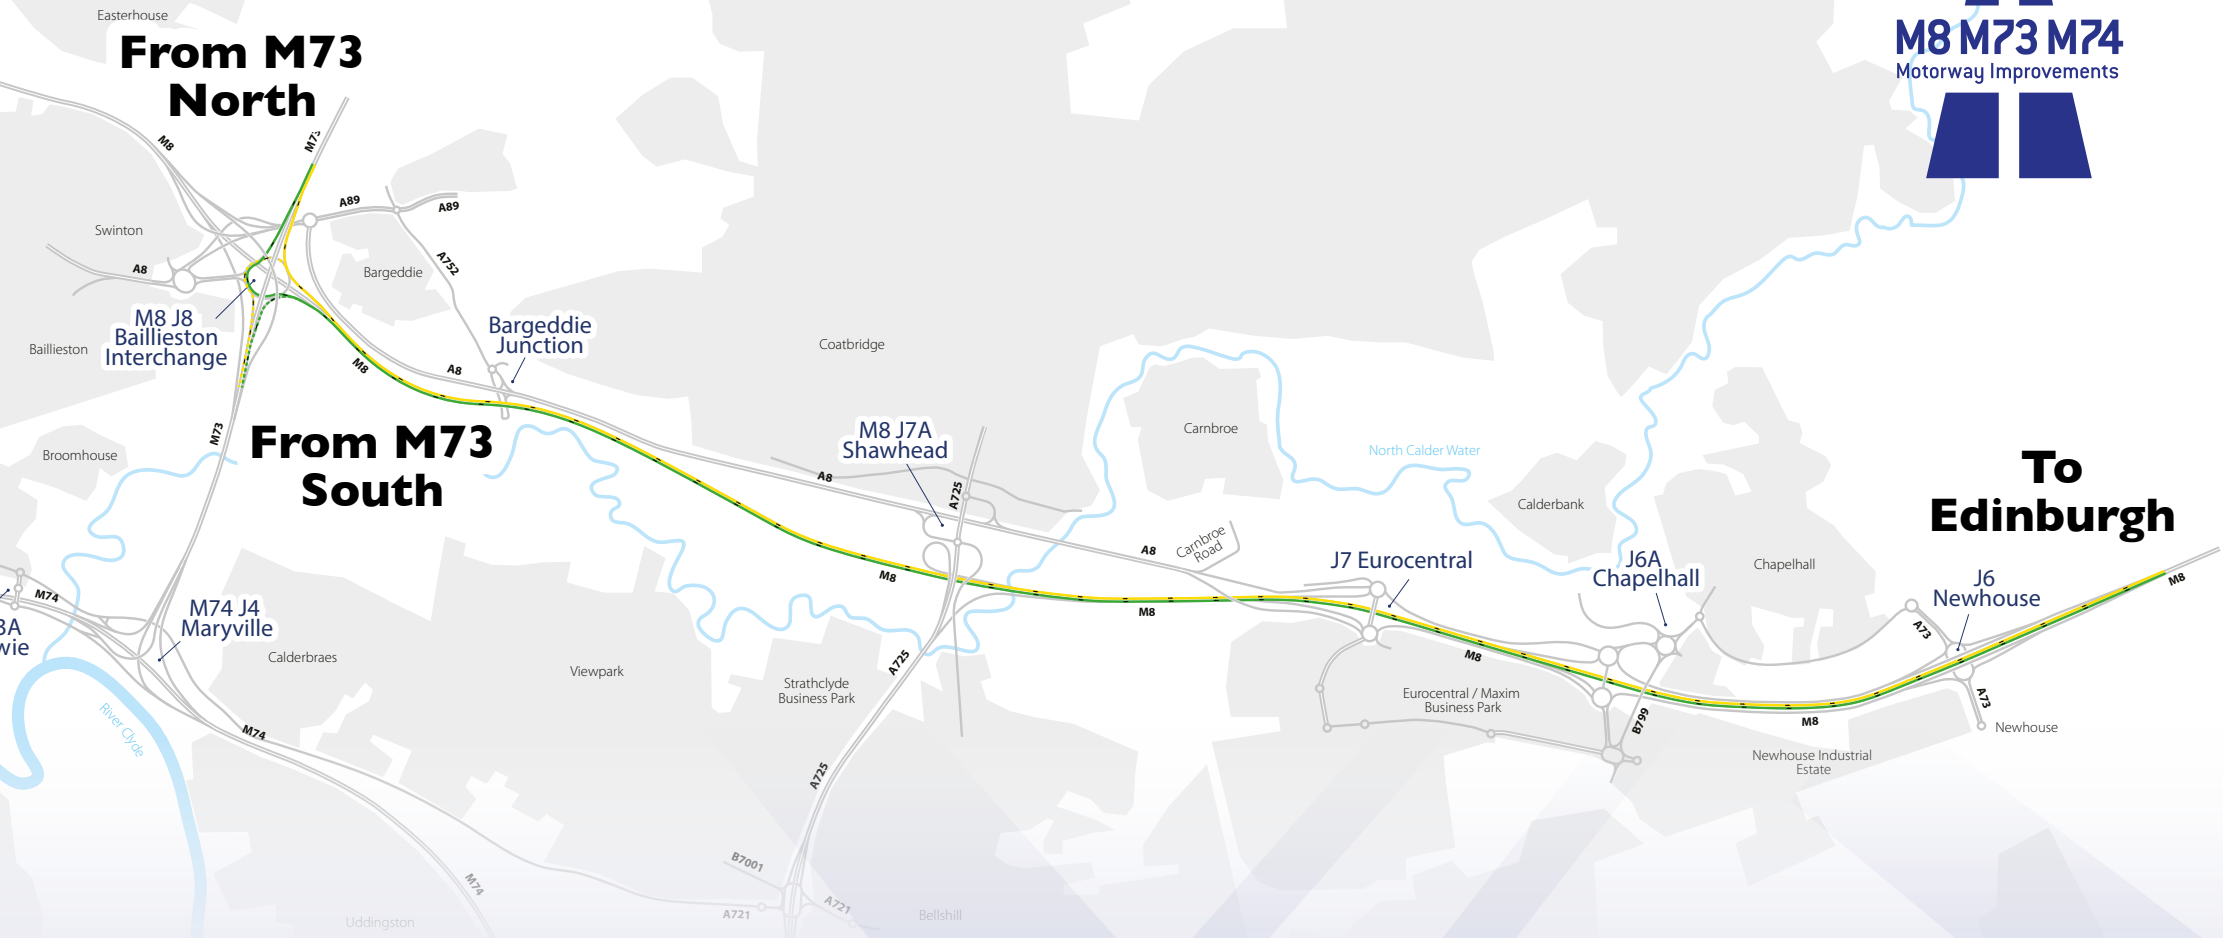 Easterhouse
From M73
North
M8 M73 M74
Motorway Improvements
M8
M73
A89
A89
Swinton
A8
A752
Bargeddie
M8 J8
Baillieston
Interchange
Bargeddie
Junction
Baillieston
M8
A8
Coatbridge
M73
From M73
South
Broomhouse
M8 J7A
Shawhead
A8
A725
Carnbroe
North Calder Water
Calderbank
To
Edinburgh
Carnbroe
Road
A8
M8
M8
J7 Eurocentral
J6A
Chapelhall
Chapelhall
J6
Newhouse
M8
M74
3A
wie
M74 J4
Maryville
Calderbraes
Viewpark
A725
Strathclyde
Business Park
M8
Eurocentral / Maxim
Business Park
B799
M8
A73
A73
Newhouse
Newhouse Industrial
Estate
River Clyde
M74
A725
M74
B7001
A721
A721
Uddingston
Bellshill